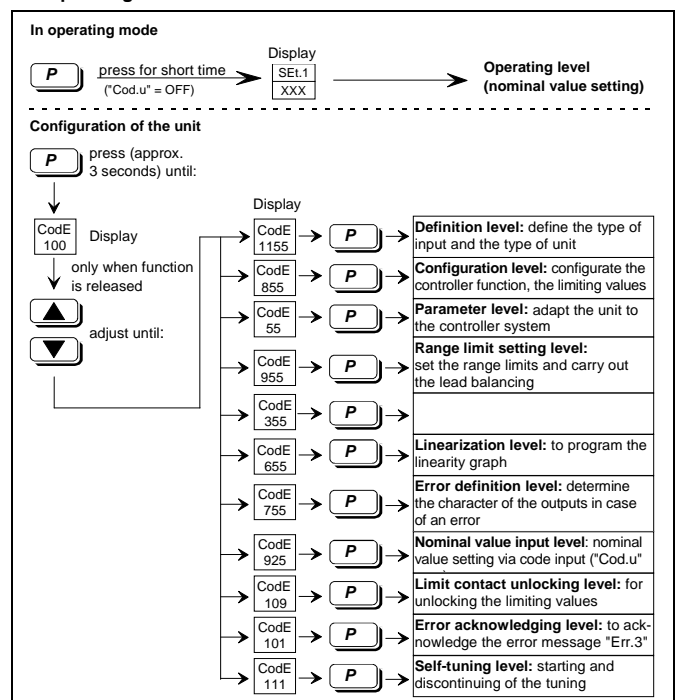 In operating mode
Display
P
press for short time
("Cod.u" = OFF)
SEt.1
XXX
Operating level
(nominal value setting)
Configuration of the unit
P
press (approx.
3 seconds) until:
CodE
100
Display
only when function
is released
adjust until:
Display
CodE
1155
P
Definition level: define the type of
input and the type of unit
CodE
855
P
Configuration level: configurate the
controller function, the limiting values
CodE
55
P
Parameter level: adapt the unit to
the controller system
CodE
955
P
Range limit setting level:
set the range limits and carry out
the lead balancing
CodE
355
P
CodE
655
P
Linearization level: to program the
linearity graph
CodE
755
P
Error definition level: determine
the character of the outputs in case
of an error
CodE
925
P
Nominal value input level: nominal
value setting via code input ("Cod.u"
CodE
109
P
Limit contact unlocking level: for
unlocking the limiting values
CodE
101
P
Error acknowledging level: to ack-
nowledge the error message "Err.3"
CodE
111
P
Self-tuning level: starting and
discontinuing of the tuning